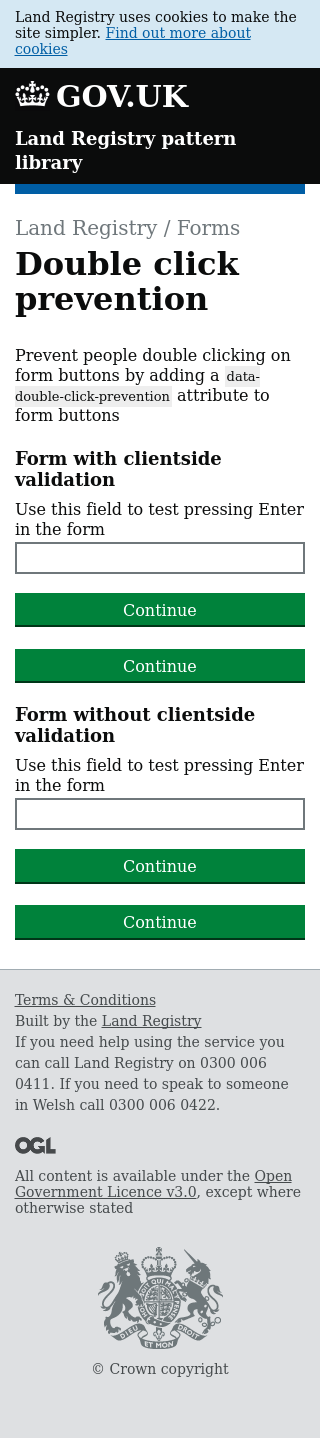 Land Registry uses cookies to make the
site simpler. Find out more about
cookies
GOV.UK
Land Registry pattern
library
Land Registry / Forms
Double click
prevention
Prevent people double clicking on
form buttons by adding a data-
double-click-prevention attribute to
form buttons
Form with clientside
validation
Use this field to test pressing Enter
in the form
Continue
Continue
Form without clientside
validation
Use this field to test pressing Enter
in the form
Continue
Continue
Terms & Conditions
Built by the Land Registry
If you need help using the service you
can call Land Registry on 0300 006
0411. If you need to speak to someone
in Welsh call 0300 006 0422.
OGL
All content is available under the Open
Government Licence v3.0, except where
otherwise stated
DIEU ET MON DROIT
© Crown copyright